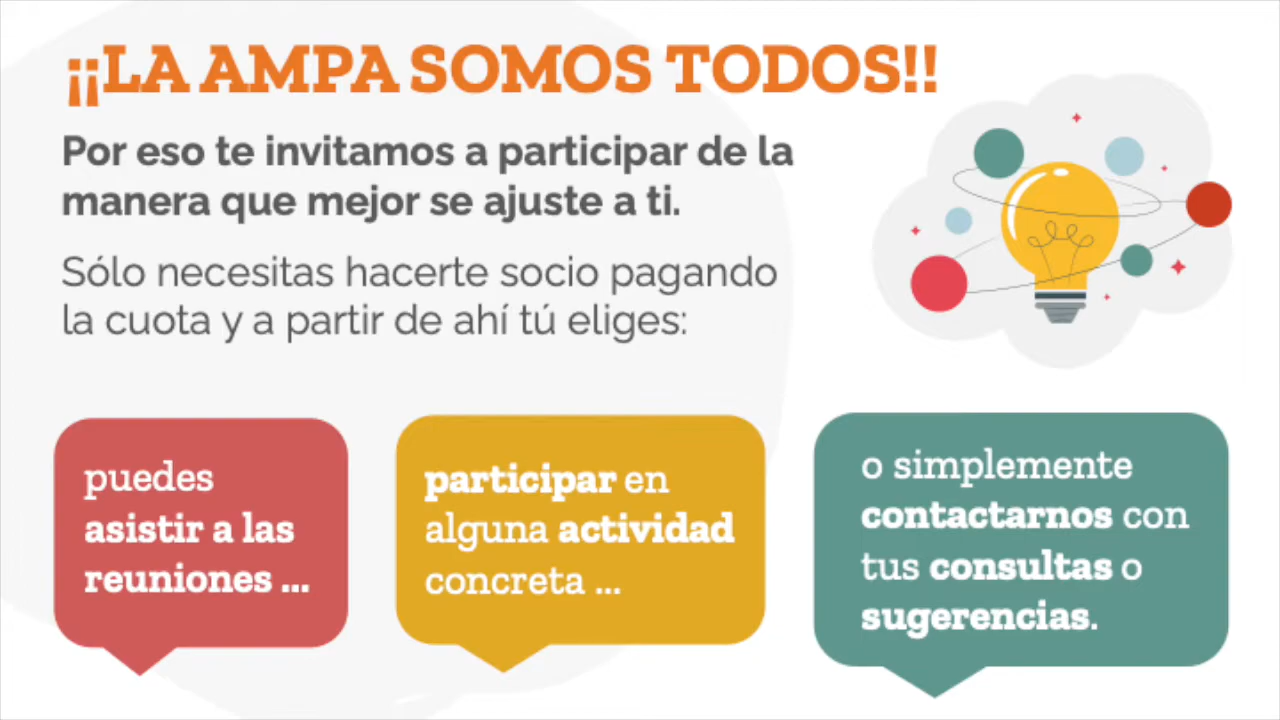 ¡¡LA AMPA SOMOS TODOS!!
Por eso te invitamos a participar de la
manera que mejor se ajuste a ti.
Sólo necesitas hacerte socio pagando
la cuota y a partir de ahí tú eliges:
puedes
asistir a las
reuniones ...
participar en
alguna actividad
concreta ...
o simplemente
contactarnos con
tus consultas o
sugerencias.